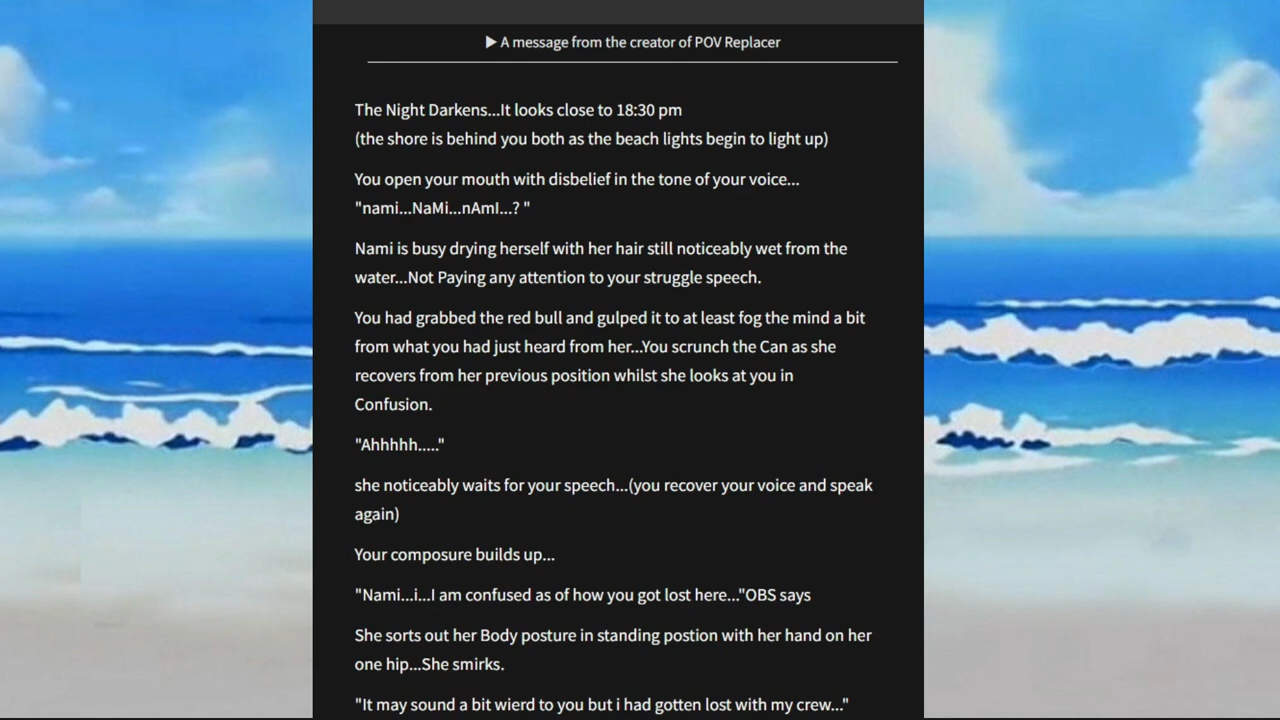 ▶ A message from the creator of POV Replacer
The Night Darkens...It looks close to 18:30 pm
(the shore is behind you both as the beach lights begin to light up)
You open your mouth with disbelief in the tone of your voice...
"nami...NaMi...nAmI...? "
Nami is busy drying herself with her hair still noticeably wet from the
water...Not Paying any attention to your struggle speech.
You had grabbed the red bull and gulped it to at least fog the mind a bit
from what you had just heard from her...You scrunch the Can as she
recovers from her previous position whilst she looks at you in
Confusion.
"Ahhhhh....."
she noticeably waits for your speech...(you recover your voice and speak
again)
Your composure builds up...
"Nami...i...I am confused as of how you got lost here..."OBS says
She sorts out her Body posture in standing postion with her hand on her
one hip...She smirks.
"It may sound a bit wierd to you but i had gotten lost with my crew..."